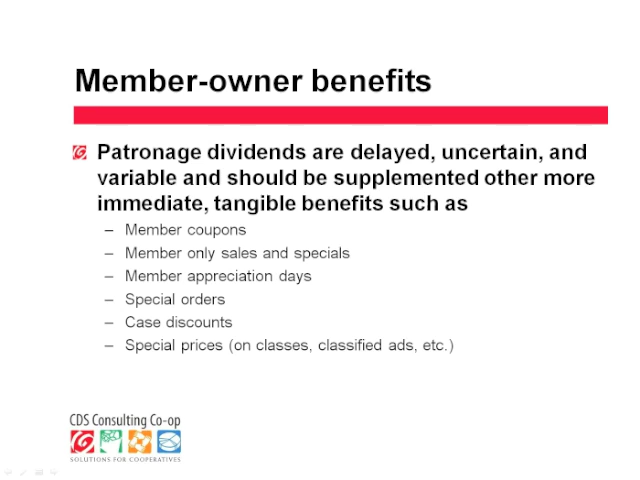 Member-owner benefits
Patronage dividends are delayed, uncertain, and
variable and should be supplemented other more
immediate, tangible benefits such as
– Member coupons
– Member only sales and specials
– Member appreciation days
– Special orders
– Case discounts
– Special prices (on classes, classified ads, etc.)
CDS Consulting Co-op
SOLUTIONS FOR COOPERATIVES